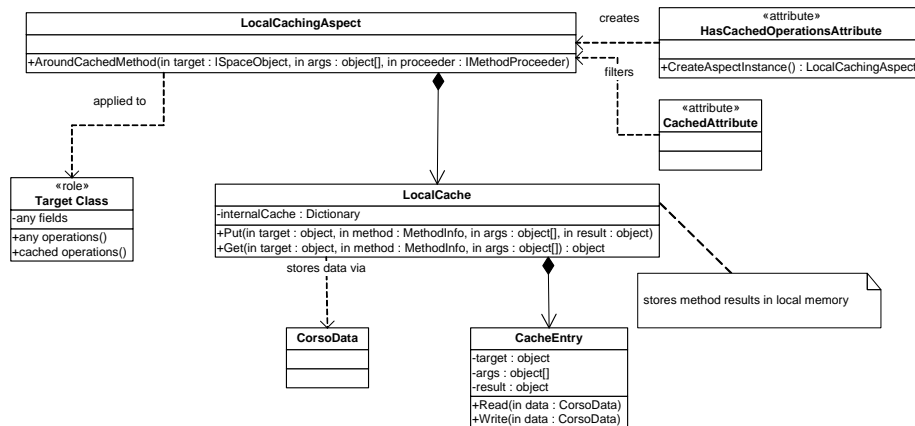 LocalCachingAspect
+AroundCachedMethod(in target : ISpaceObject, in args : object[], in proceeder : IMethodProceeder)
creates
«attribute»
HasCachedOperationsAttribute
+CreateAspectInstance() : LocalCachingAspect
filters
«attribute»
CachedAttribute
applied to
«role»
Target Class
-any fields
+any operations()
+cached operations()
LocalCache
-internalCache : Dictionary
+Put(in target : object, in method : MethodInfo, in args : object[], in result : object)
+Get(in target : object, in method : MethodInfo, in args : object[]) : object
stores data via
stores method results in local memory
CorsoData
CacheEntry
-target : object
-args : object[]
-result : object
+Read(in data : CorsoData)
+Write(in data : CorsoData)